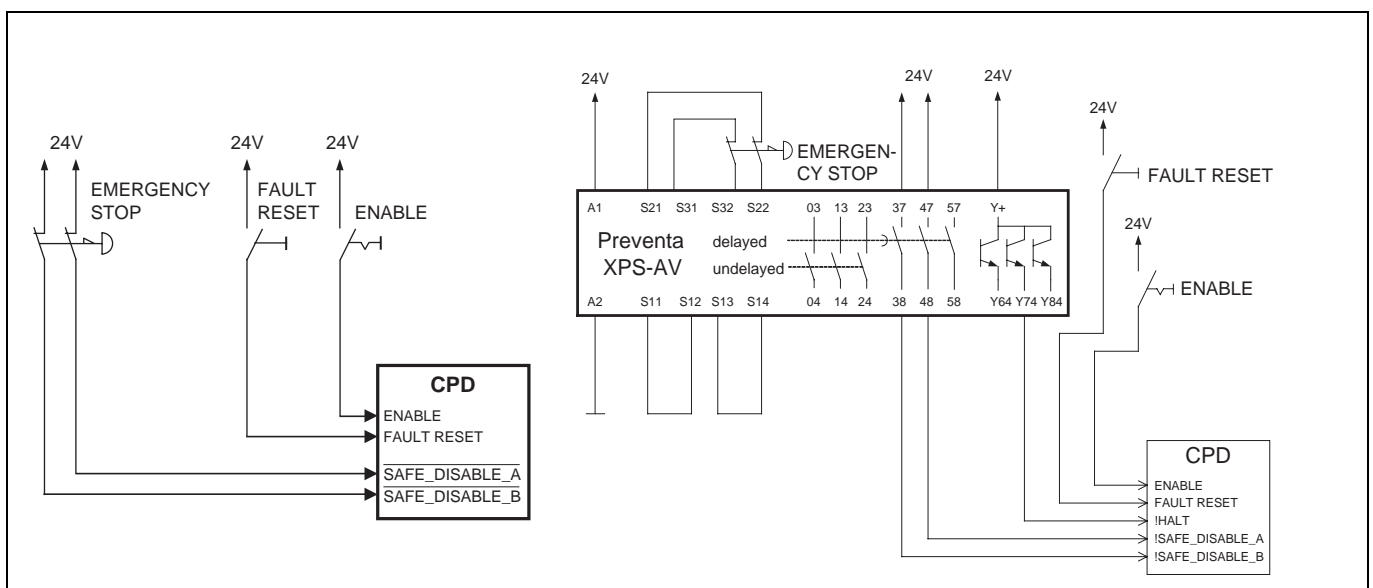 24V 24V 24V
EMERGENCY
STOP
FAULT
RESET
ENABLE
CPD
ENABLE
FAULT RESET
SAFE_DISABLE_A
SAFE_DISABLE_B
24V 24V 24V
EMERGEN-
CY STOP
A1 S21 S31 S32 S22 03 13 23 37 47 57 Y+
Preventa
XPS-AV
delayed
undelayed
A2 S11 S12 S13 S14 04 14 24 38 48 58 Y64 Y74 Y84
24V
FAULT RESET
24V
ENABLE
CPD
ENABLE
FAULT RESET
!HALT
!SAFE_DISABLE_A
!SAFE_DISABLE_B